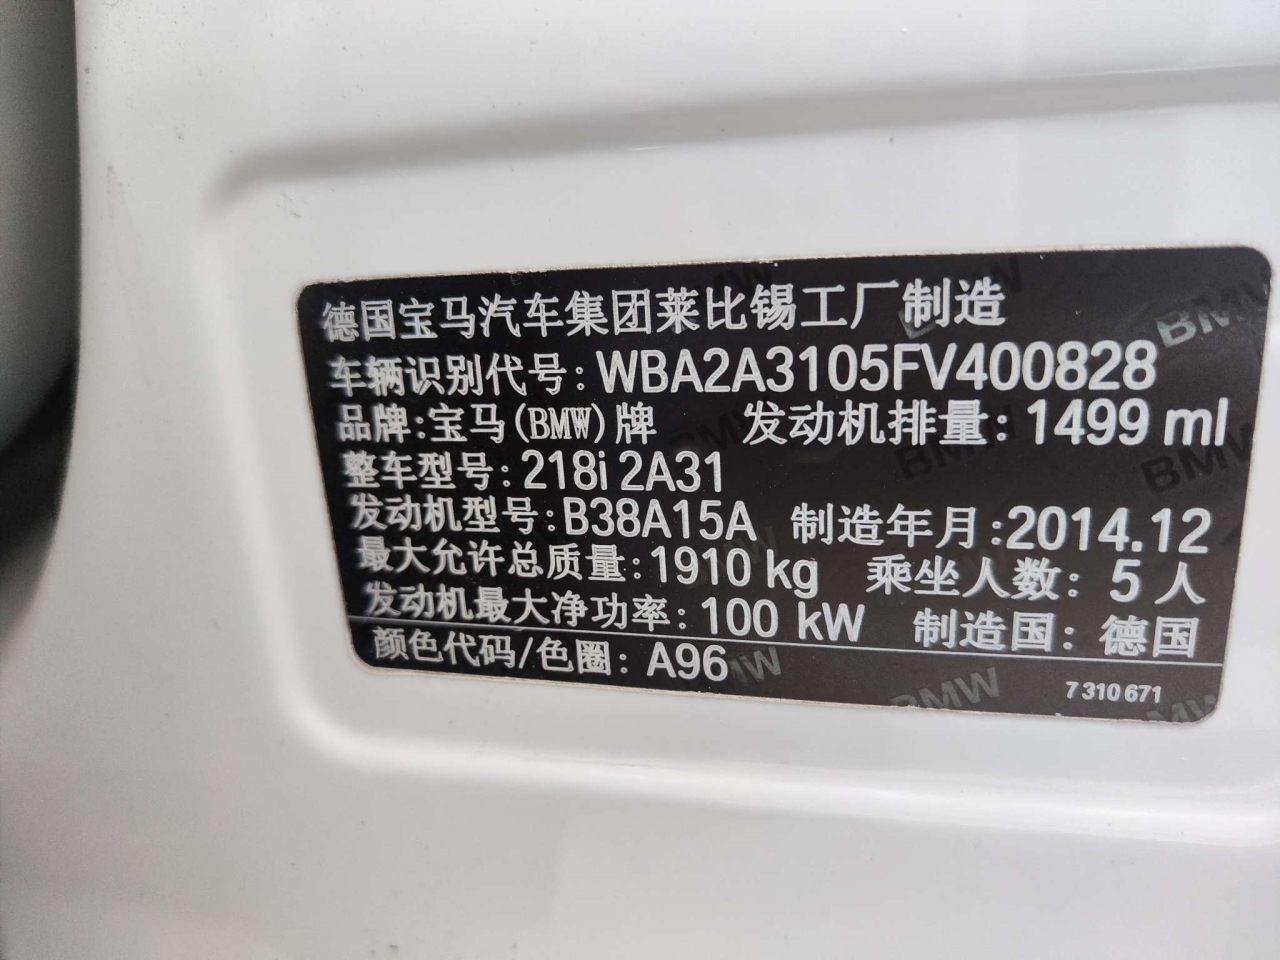 德国宝马汽车集团莱比锡工厂制造
车辆识别代号: WBA2A3105FV400828
品牌:宝马(BMW)牌 发动机排量: 1499 ml
整车型号: 218i 2A31
发动机型号: B38A15A 制造年月:2014.12
最大允许总质量: 1910 kg 乘坐人数: 5 人
发动机最大净功率: 100 kW 制造国: 德国
颜色代码/色圈: A96
7 310 671